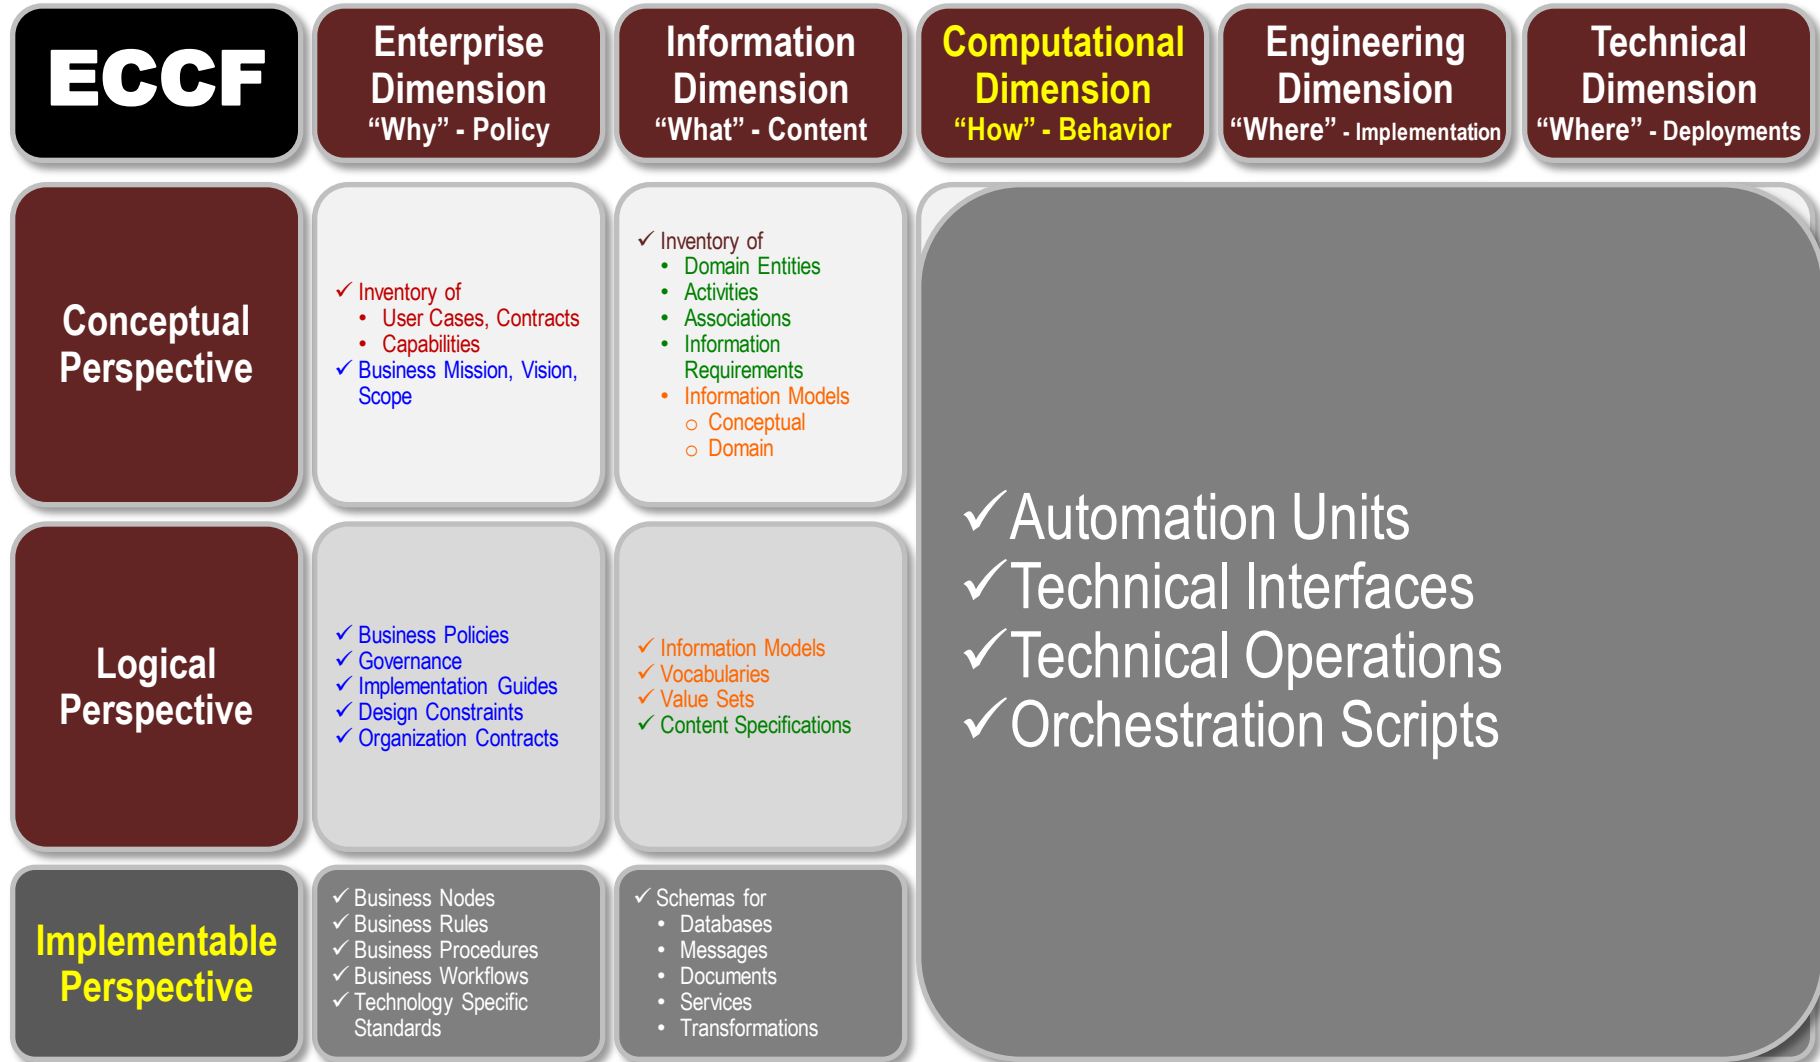 ECCF
Enterprise
Dimension
“Why” - Policy
Information
Dimension
“What” - Content
Computational
Dimension
“How” - Behavior
Engineering
Dimension
“Where” - Implementation
Technical
Dimension
“Where” - Deployments
Conceptual
Perspective
✓ Inventory of
• User Cases, Contracts
• Capabilities
✓ Business Mission, Vision,
Scope
✓ Inventory of
• Domain Entities
• Activities
• Associations
• Information
Requirements
• Information Models
o Conceptual
o Domain
✓ Automation Units
✓ Technical Interfaces
✓ Technical Operations
✓ Orchestration Scripts
Logical
Perspective
✓ Business Policies
✓ Governance
✓ Implementation Guides
✓ Design Constraints
✓ Organization Contracts
✓ Information Models
✓ Vocabularies
✓ Value Sets
✓ Content Specifications
Implementable
Perspective
✓ Business Nodes
✓ Business Rules
✓ Business Procedures
✓ Business Workflows
✓ Technology Specific
Standards
✓ Schemas for
• Databases
• Messages
• Documents
• Services
• Transformations